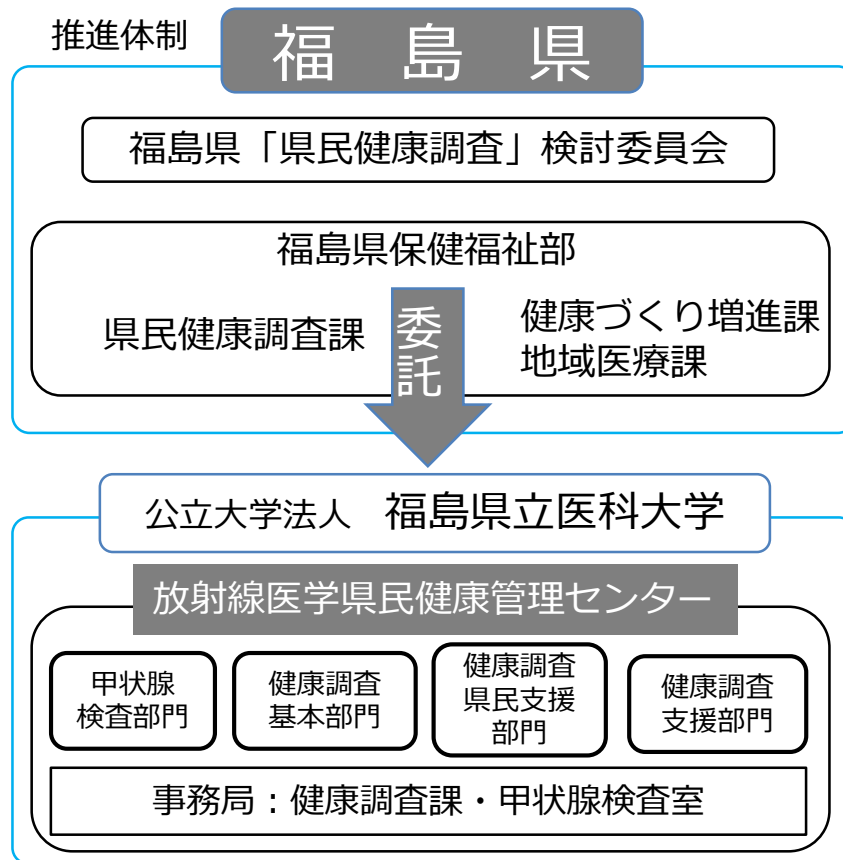 推進体制
福島県
福島県「県民健康調査」検討委員会
福島県保健福祉部
県民健康調査課
委託
健康づくり増進課
地域医療課
公立大学法人　福島県立医科大学
放射線医学県民健康管理センター
甲状腺
検査部門
健康調査
基本部門
健康調査
県民支援
部門
健康調査
支援部門
事務局：健康調査課・甲状腺検査室